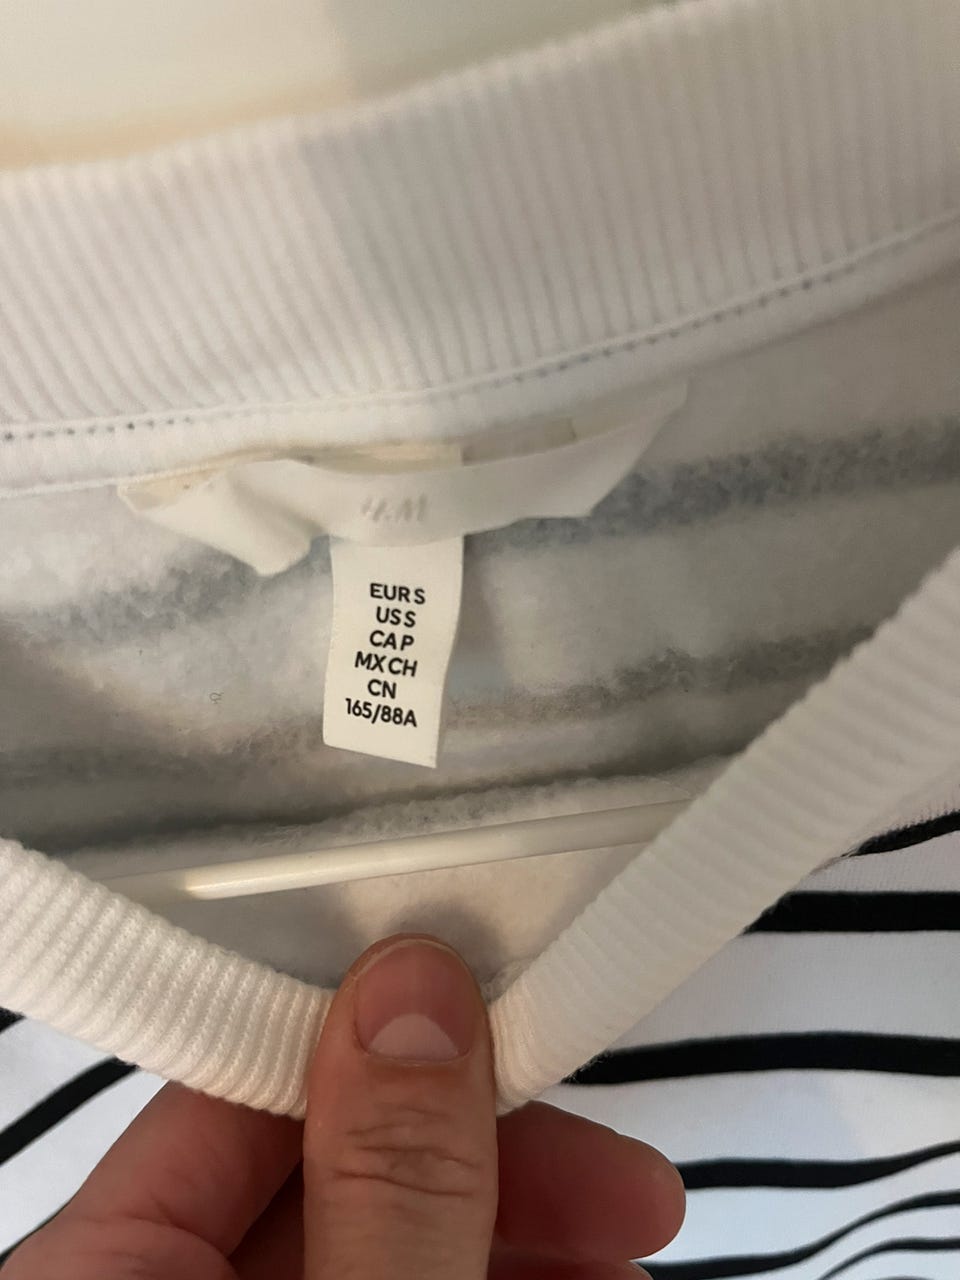 H&M
EUR S
US S
CA P
MX CH
CN
165/88A